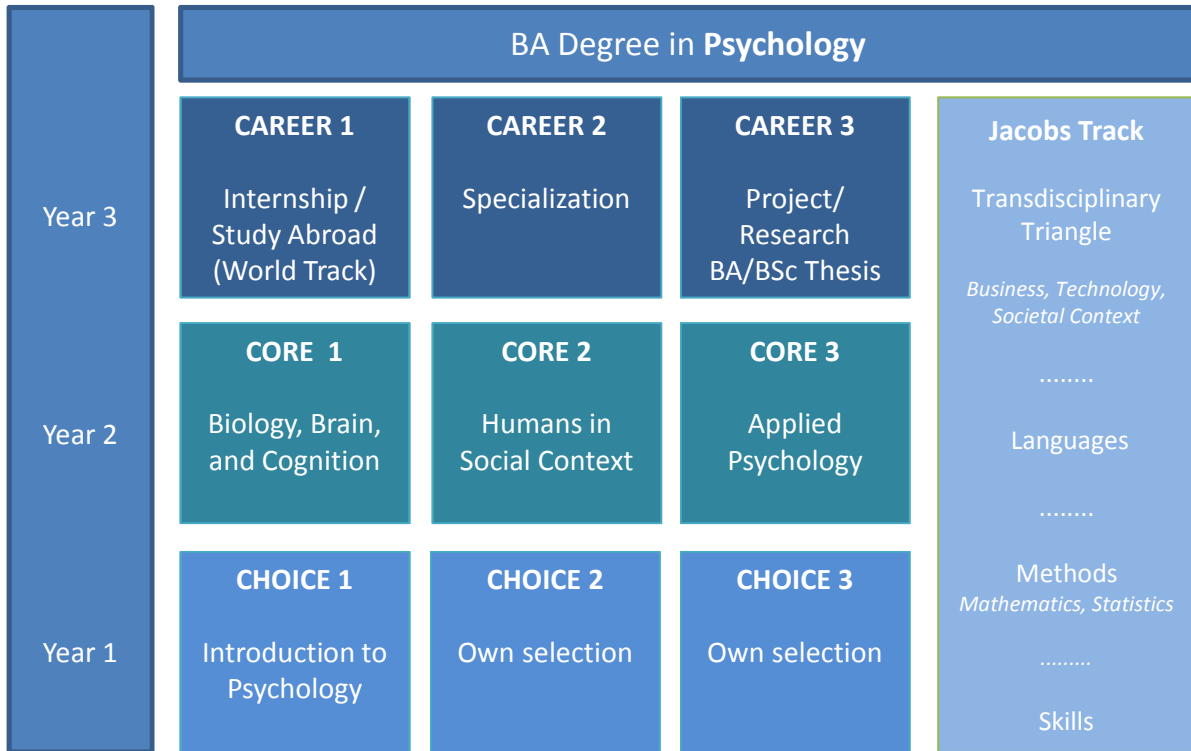 BA Degree in Psychology
Year 3
CAREER 1
Internship /
Study Abroad
(World Track)
CAREER 2
Specialization
CAREER 3
Project/
Research
BA/BSc Thesis
Year 2
CORE 1
Biology, Brain,
and Cognition
CORE 2
Humans in
Social Context
CORE 3
Applied
Psychology
Year 1
CHOICE 1
Introduction to
Psychology
CHOICE 2
Own selection
CHOICE 3
Own selection
Jacobs Track
Transdisciplinary
Triangle
Business, Technology,
Societal Context
........
Languages
........
Methods
Mathematics, Statistics
.........
Skills